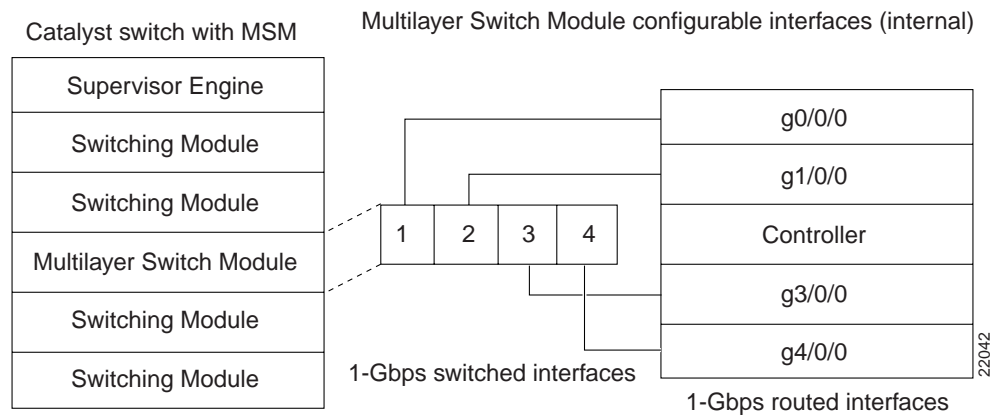 Catalyst switch with MSM
Multilayer Switch Module configurable interfaces (internal)
Supervisor Engine
Switching Module
Switching Module
Multilayer Switch Module
Switching Module
Switching Module
1 2 3 4
1-Gbps switched interfaces
g0/0/0
g1/0/0
Controller
g3/0/0
g4/0/0
1-Gbps routed interfaces
22042